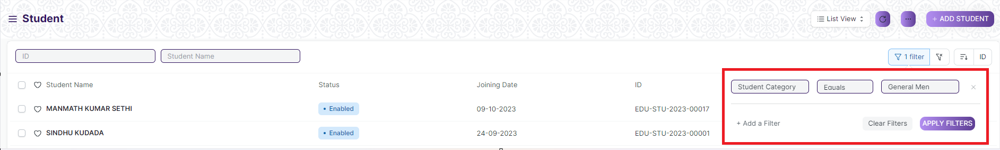 Student
List View
...
+ ADD STUDENT
ID
Student Name
1 filter
ID
Student Name Status Joining Date ID
Student Category Equals General Men ×
MANMATH KUMAR SETHI • Enabled 09-10-2023 EDU-STU-2023-00017
+ Add a Filter Clear Filters APPLY FILTERS
SINDHU KUDADA • Enabled 24-09-2023 EDU-STU-2023-00001